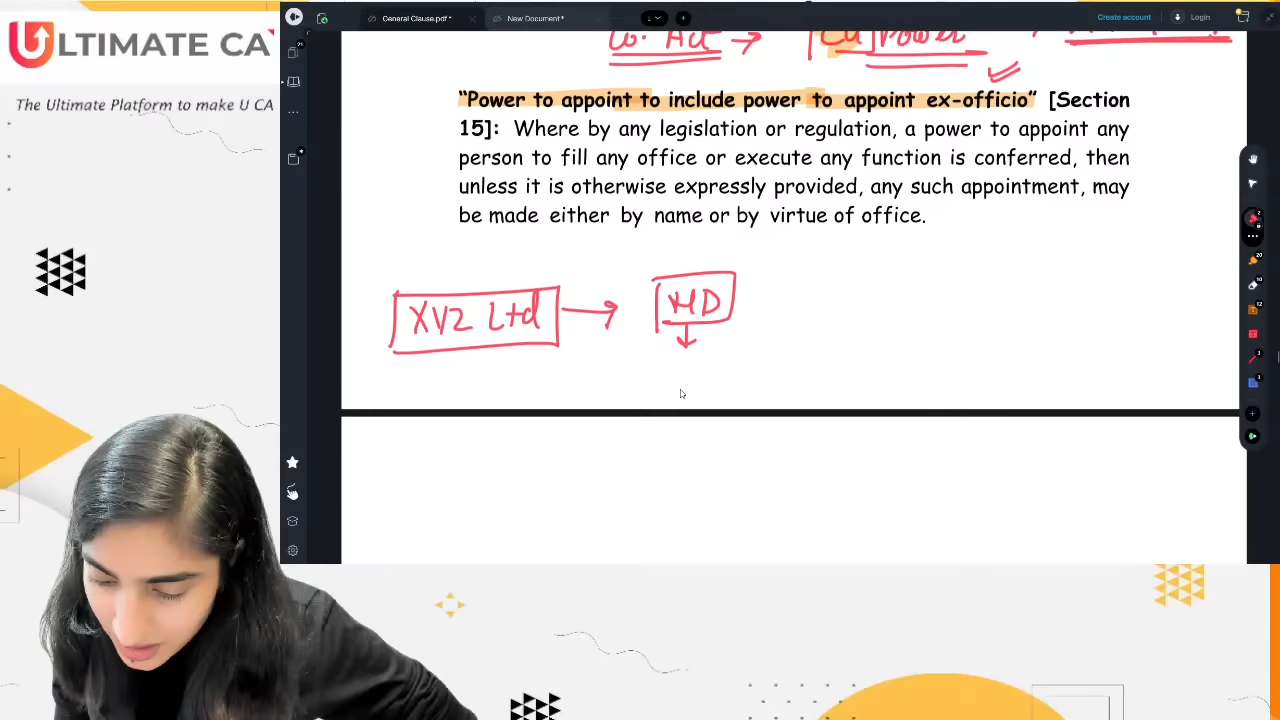 ULTIMATE CA
The Ultimate Platform to make U CA
General Clause.pdf*
New Document*
Create account
Login
Co. Act → Power
"Power to appoint to include power to appoint ex-officio" [Section
15]: Where by any legislation or regulation, a power to appoint any
person to fill any office or execute any function is conferred, then
unless it is otherwise expressly provided, any such appointment, may
be made either by name or by virtue of office.
XYZ Ltd → MD